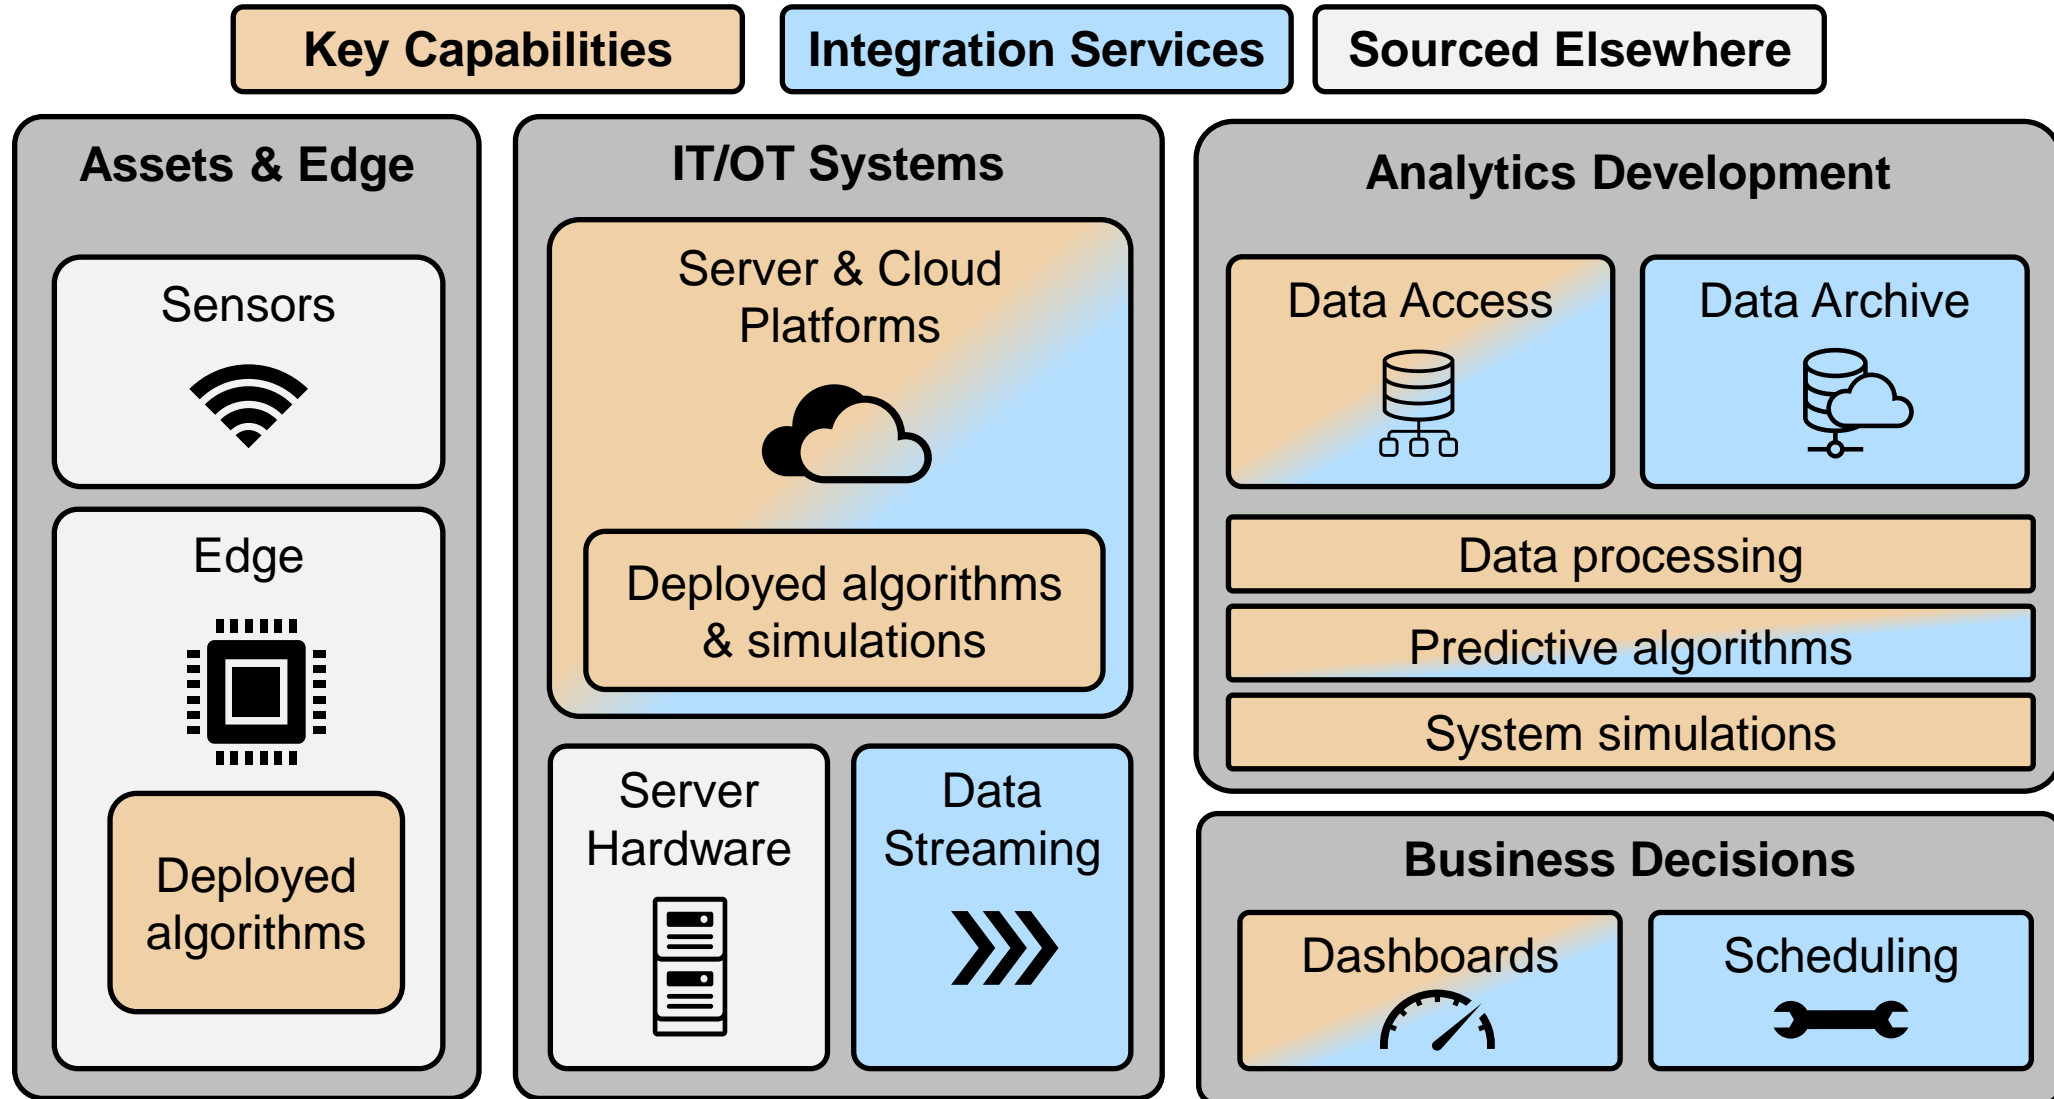 Key Capabilities
Integration Services
Sourced Elsewhere
Assets & Edge
Sensors
Edge
Deployed
algorithms
IT/OT Systems
Server & Cloud
Platforms
Deployed algorithms
& simulations
Server
Hardware
Data
Streaming
Analytics Development
Data Access
Data Archive
Data processing
Predictive algorithms
System simulations
Business Decisions
Dashboards
Scheduling